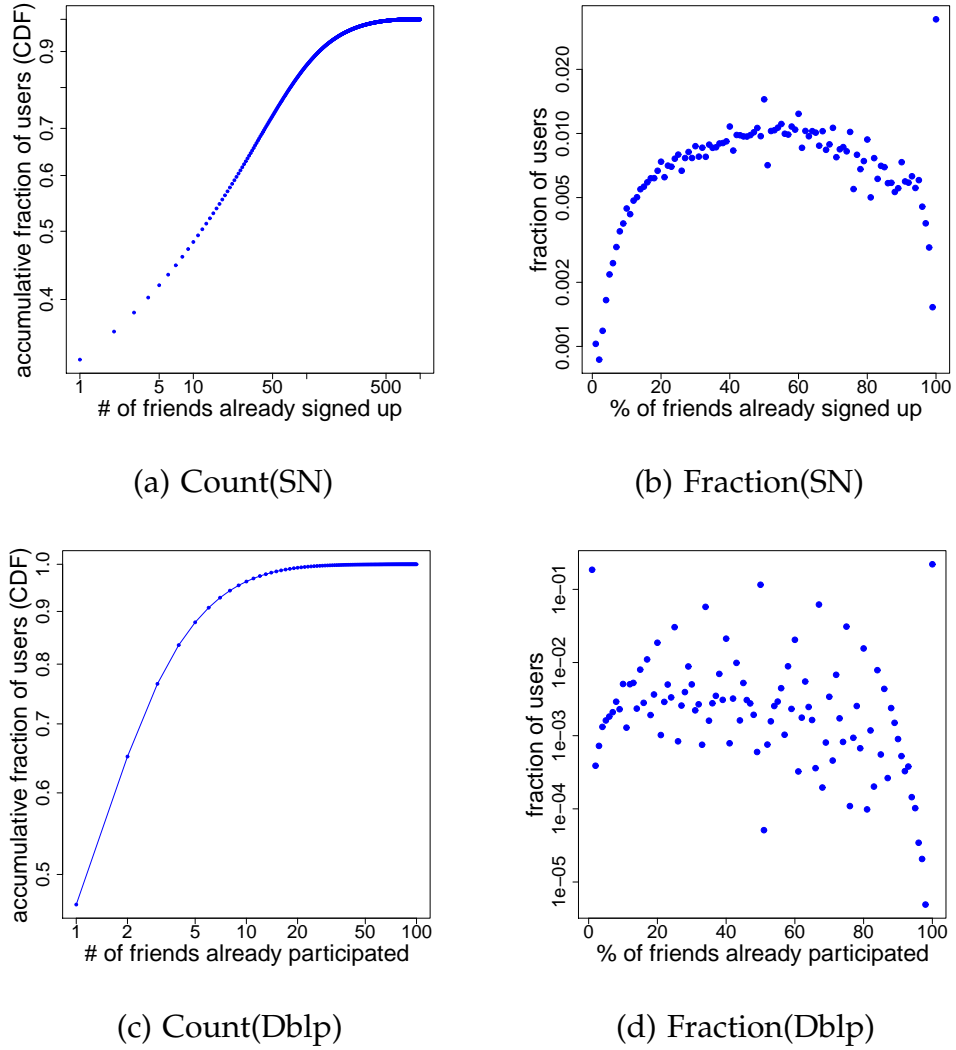 accumulative fraction of users (CDF)
0.9
0.7
0.6
0.5
0.4
1 5 10 50 500
# of friends already signed up
(a) Count(SN)
fraction of users
0.020
0.010
0.005
0.002
0.001
0 20 40 60 80 100
% of friends already signed up
(b) Fraction(SN)
accumulative fraction of users (CDF)
1.0
0.9
0.8
0.7
0.6
0.5
1 2 5 10 20 50 100
# of friends already participated
(c) Count(Dblp)
fraction of users
1e-01
1e-02
1e-03
1e-04
1e-05
0 20 40 60 80 100
% of friends already participated
(d) Fraction(Dblp)